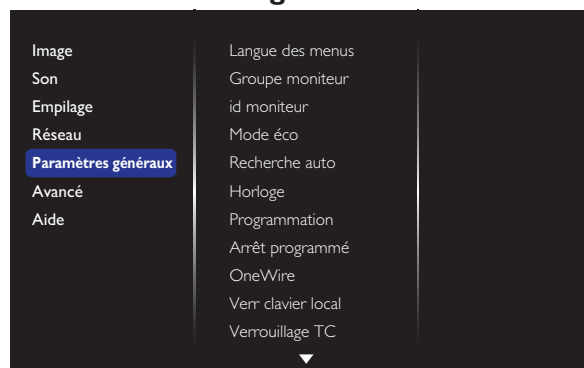 Image
Son
Empilage
Réseau
Paramètres généraux
Avancé
Aide
Langue des menus
Groupe moniteur
id moniteur
Mode éco
Recherche auto
Horloge
Programmation
Arrêt programmé
OneWire
Verr clavier local
Verrouillage TC